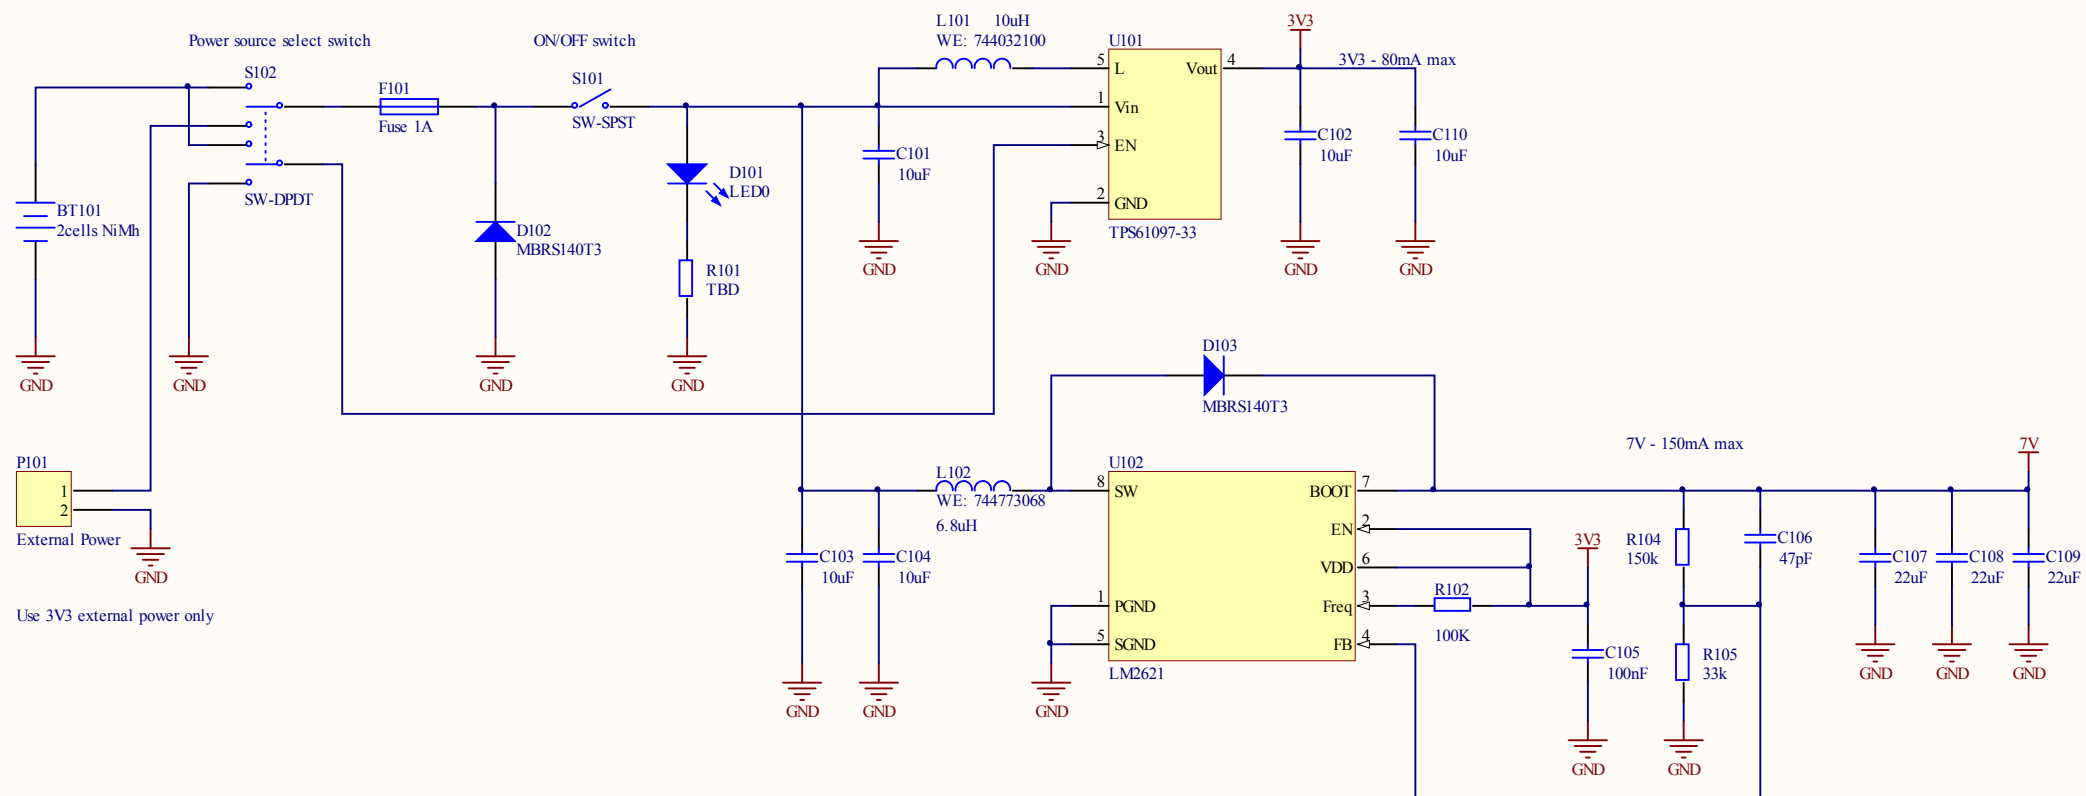 Power source select switch
ON/OFF switch
L101 10uH
WE: 744032100
U101
3V3
3V3 - 80mA max
S102
F101
Fuse 1A
S101
SW-SPST
5 L
Vout 4
1 Vin
3 EN
2 GND
TPS61097-33
C101
10uF
GND
GND
C102
10uF
GND
C110
10uF
GND
SW-DPDT
BT101
2cells NiMh
GND
GND
D102
MBRS140T3
GND
D101
LED0
R101
TBD
GND
D103
MBRS140T3
P101
1
2
External Power
GND
Use 3V3 external power only
L102
WE: 744773068
6.8uH
C103
10uF
GND
C104
10uF
GND
U102
8 SW
BOOT 7
EN 2
VDD 6
1 PGND
Freq 3
5 SGND
FB 4
LM2621
GND
R102
100K
3V3
C105
100nF
GND
7V - 150mA max
7V
R104
150k
R105
33k
GND
C106
47pF
C107
22uF
GND
C108
22uF
GND
C109
22uF
GND